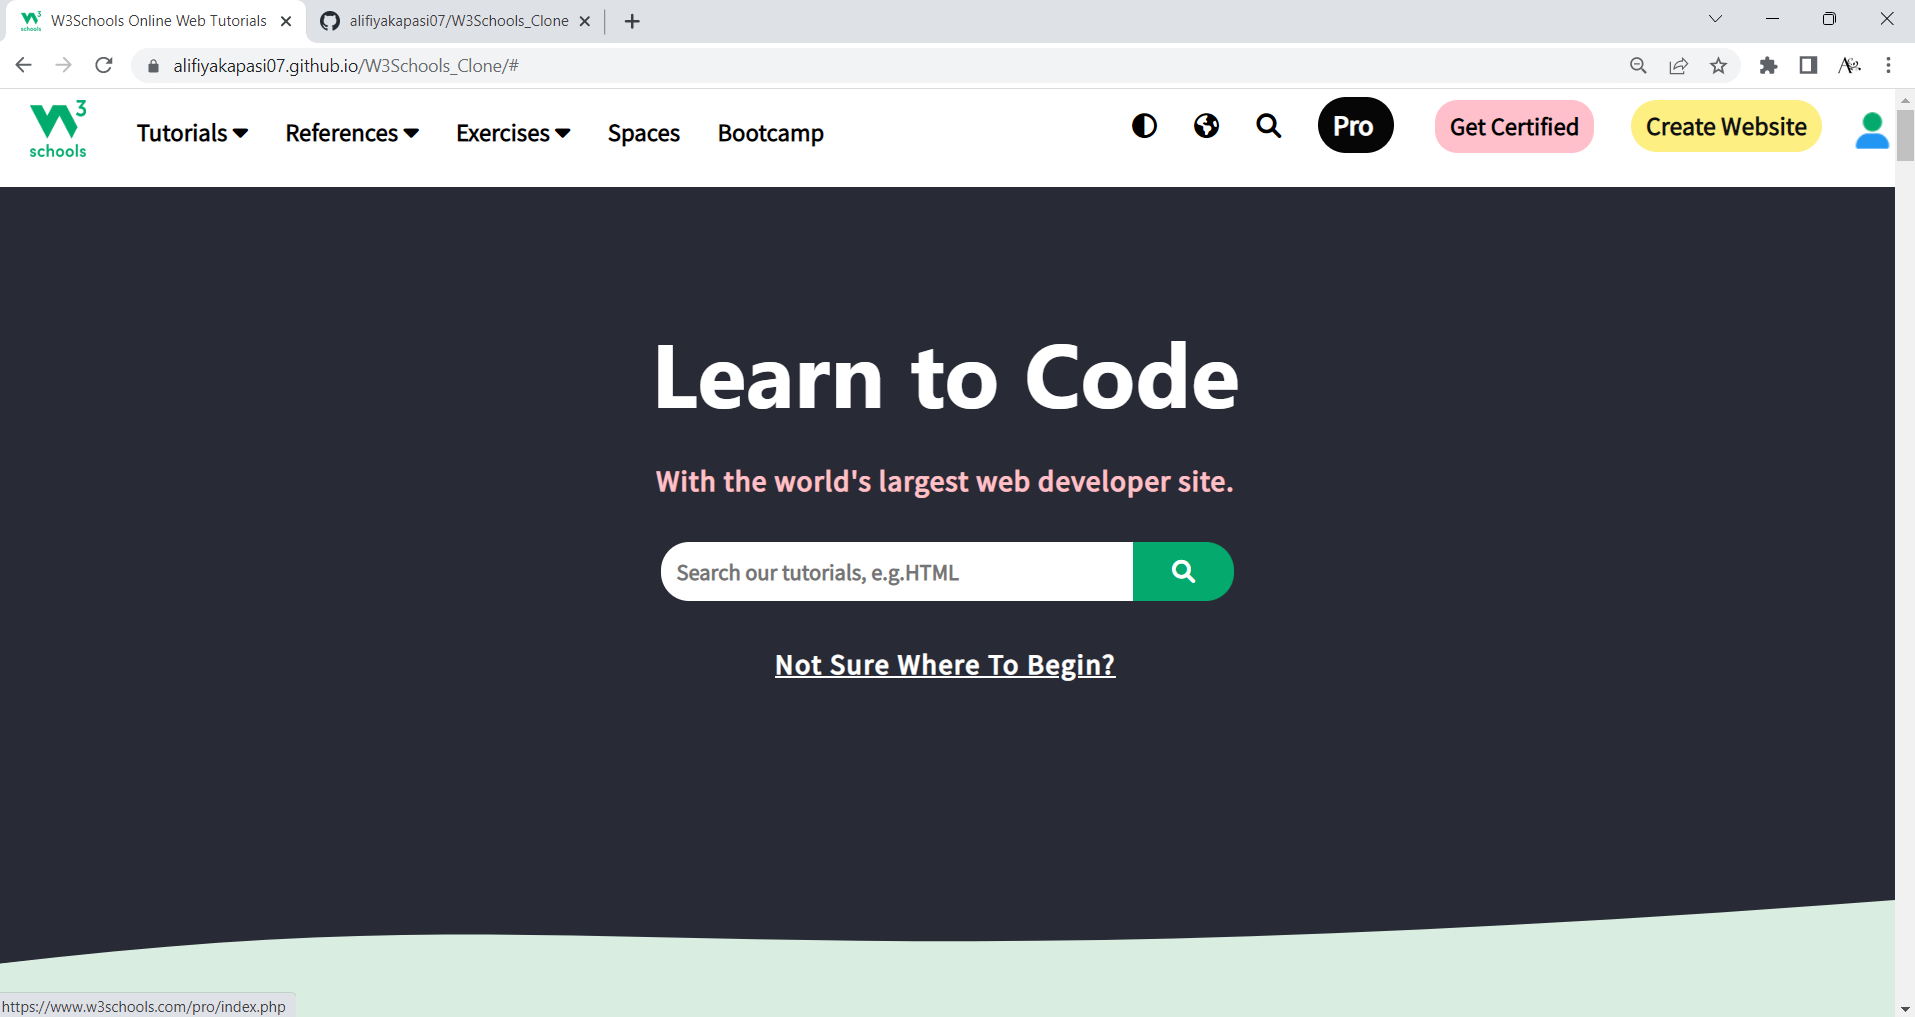 W3Schools Online Web Tutorials
alifiyakapasi07/W3Schools_Clone
alifiyakapasi07.github.io/W3Schools_Clone/#
3
schools
Tutorials
References
Exercises
Spaces
Bootcamp
Pro
Get Certified
Create Website
Learn to Code
With the world's largest web developer site.
Search our tutorials, e.g.HTML
Not Sure Where To Begin?
https://www.w3schools.com/pro/index.php